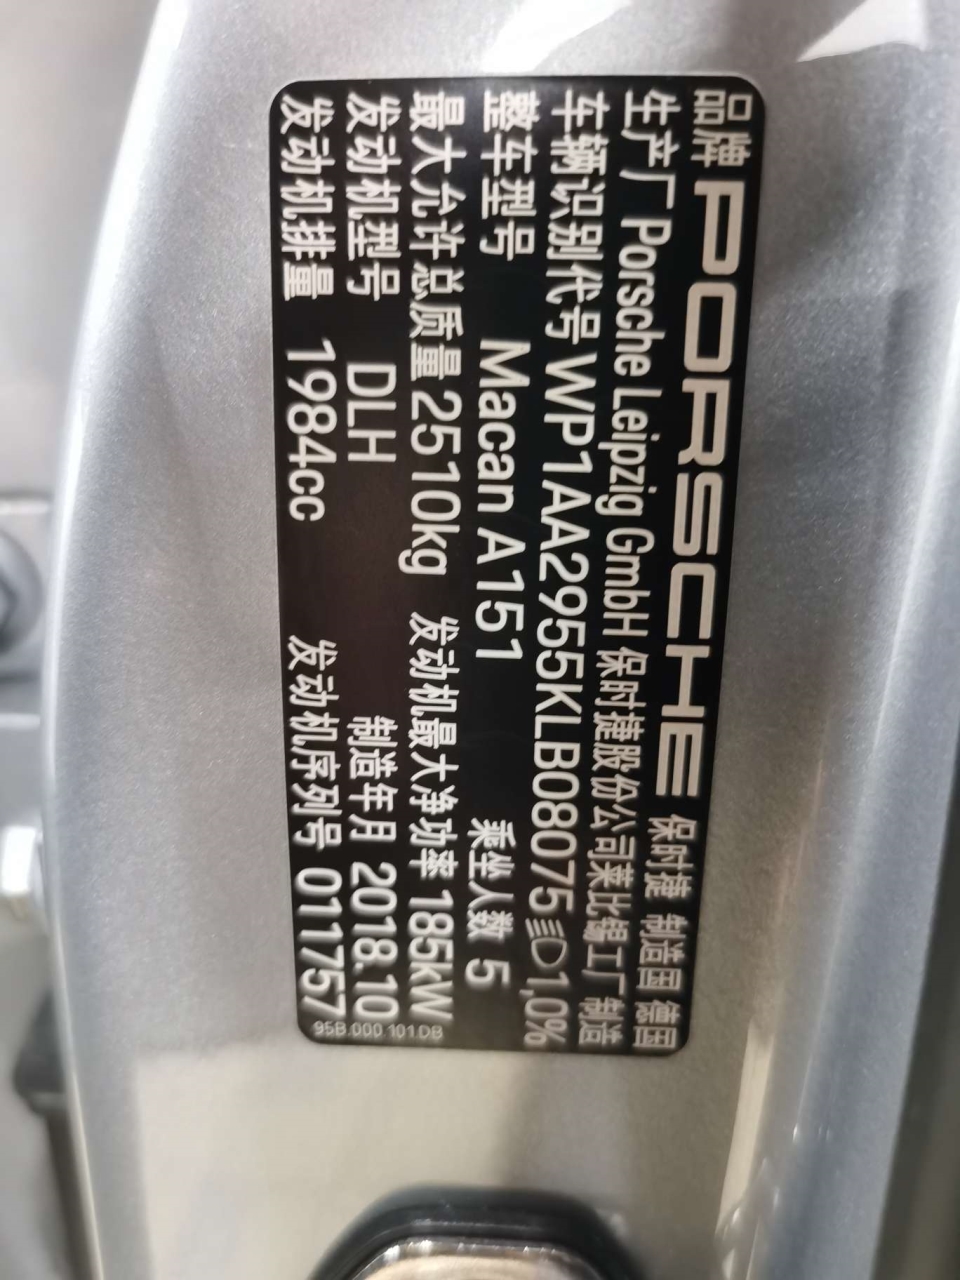 品牌 PORSCHE 保时捷 制造国 德国
生产厂 Porsche Leipzig GmbH 保时捷股份公司莱比锡工厂制造
车辆识别代号 WP1AA2955KLB08075 1,0%
整车型号 Macan A151 乘坐人数 5
最大允许总质量 2510kg 发动机最大净功率 185kW
发动机型号 DLH 制造年月 2018.10
发动机排量 1984cc 发动机序列号 011757
95B.000.101.DB